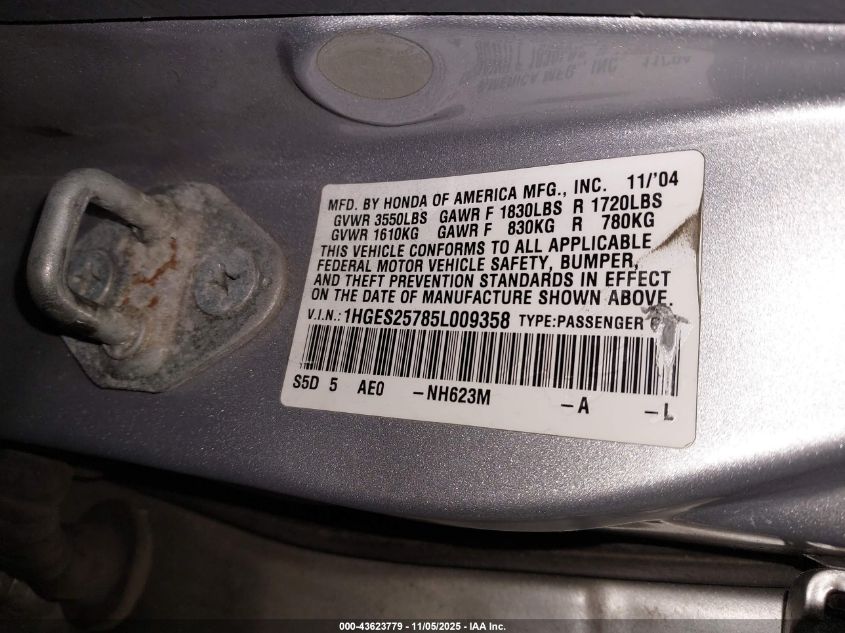 MFD. BY HONDA OF AMERICA MFG., INC. 11/'04
GVWR 3550LBS GAWR F 1830LBS R 1720LBS
GVWR 1610KG GAWR F 830KG R 780KG
THIS VEHICLE CONFORMS TO ALL APPLICABLE
FEDERAL MOTOR VEHICLE SAFETY, BUMPER,
AND THEFT PREVENTION STANDARDS IN EFFECT
ON THE DATE OF MANUFACTURE SHOWN ABOVE.
V.I.N.: 1HGES25785L009358 TYPE:PASSENGER
S5D 5 AE0 -NH623M -A -L
000-43623779 - 11/05/2025 - IAA Inc.